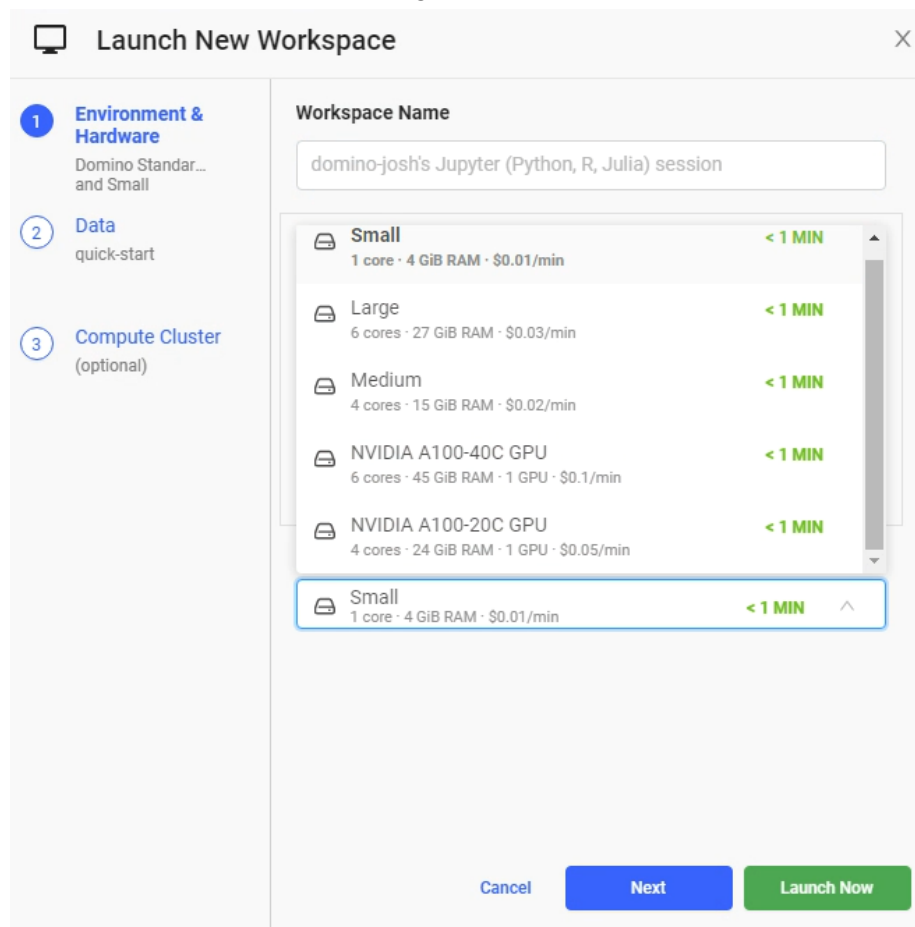 Launch New Workspace
X
1
Environment &
Hardware
Domino Standar...
and Small
2
Data
quick-start
3
Compute Cluster
(optional)
Workspace Name
domino-josh's Jupyter (Python, R, Julia) session
Small < 1 MIN
1 core · 4 GiB RAM · $0.01/min
Large < 1 MIN
6 cores · 27 GiB RAM · $0.03/min
Medium < 1 MIN
4 cores · 15 GiB RAM · $0.02/min
NVIDIA A100-40C GPU < 1 MIN
6 cores · 45 GiB RAM · 1 GPU · $0.1/min
NVIDIA A100-20C GPU < 1 MIN
4 cores · 24 GiB RAM · 1 GPU · $0.05/min
Small < 1 MIN
1 core · 4 GiB RAM · $0.01/min
Cancel Next Launch Now